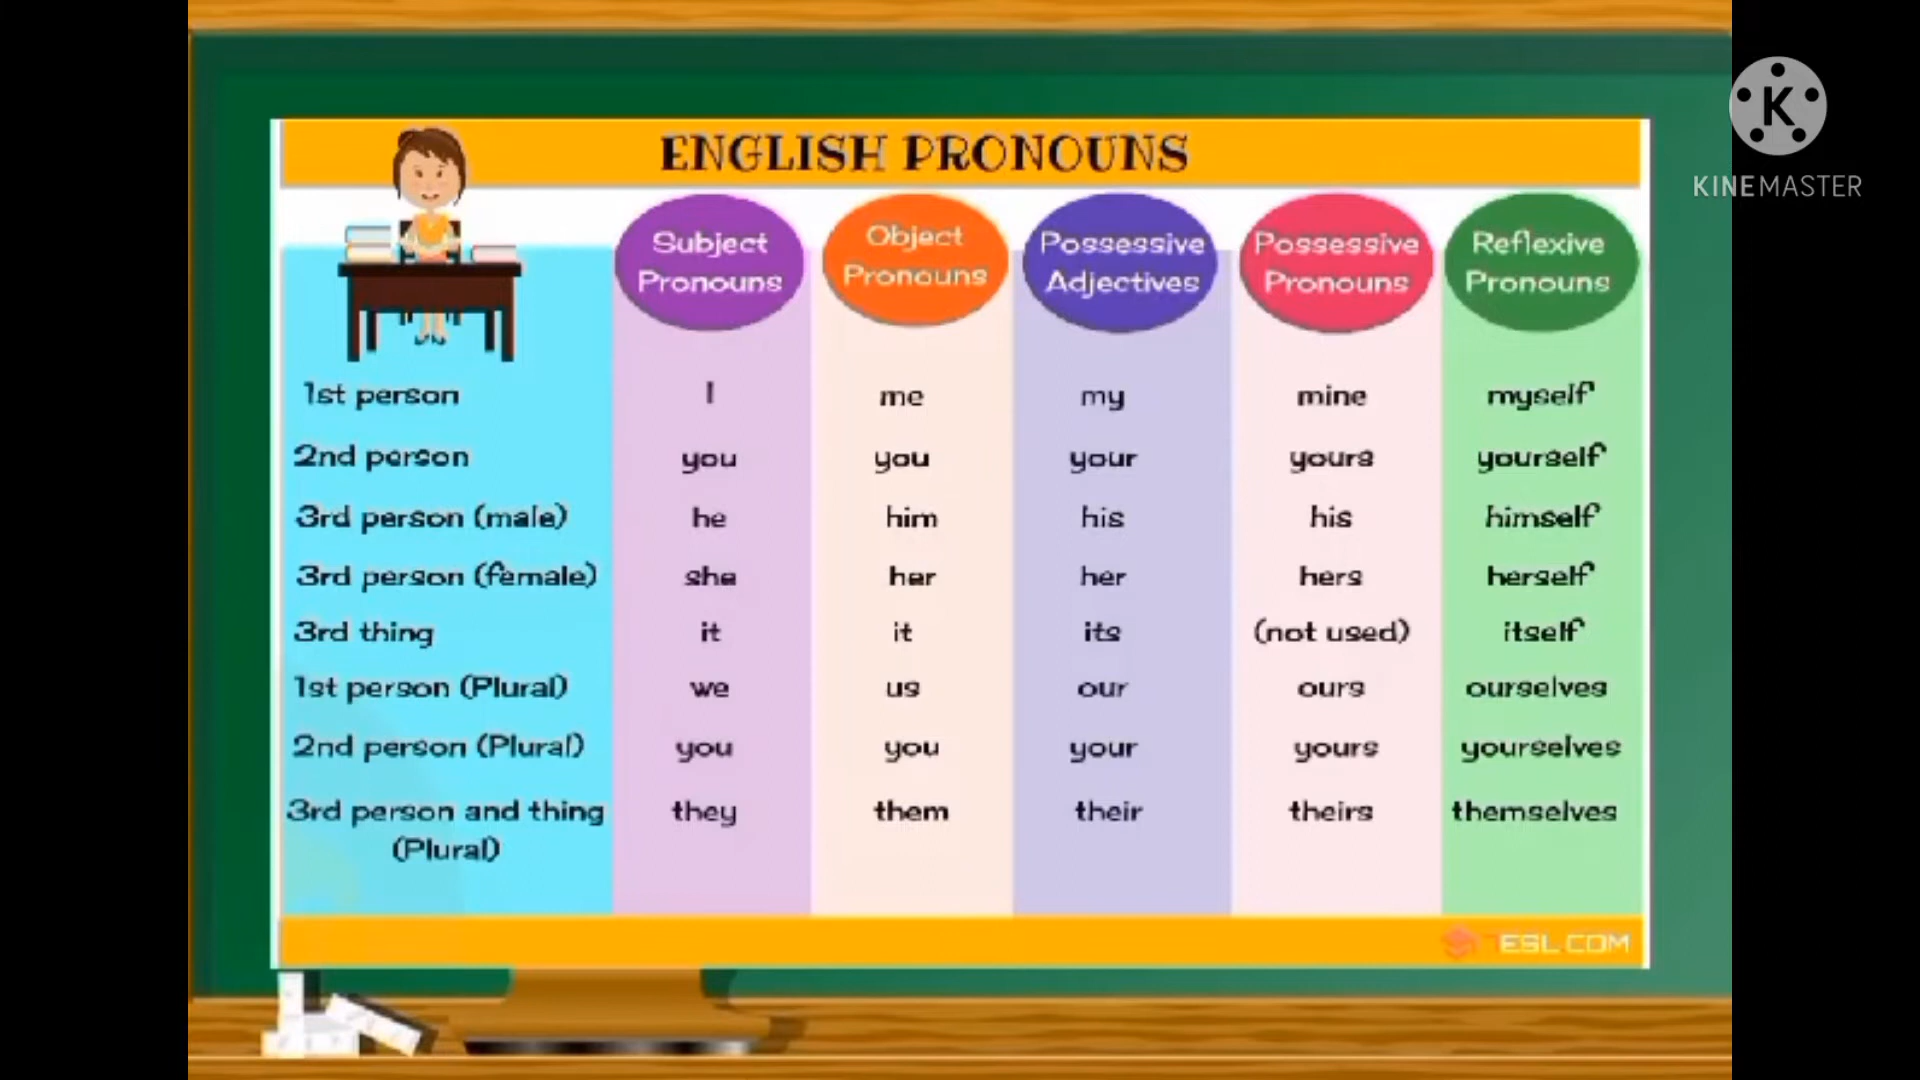 ENGLISH PRONOUNS
KINEMASTER
Subject Pronouns
Object Pronouns
Possessive Adjectives
Possessive Pronouns
Reflexive Pronouns
1st person I me my mine myself
2nd person you you your yours yourself
3rd person (male) he him his his himself
3rd person (female) she her her hers herself
3rd thing it it its (not used) itself
1st person (Plural) we us our ours ourselves
2nd person (Plural) you you your yours yourselves
3rd person and thing (Plural) they them their theirs themselves
7ESL.COM